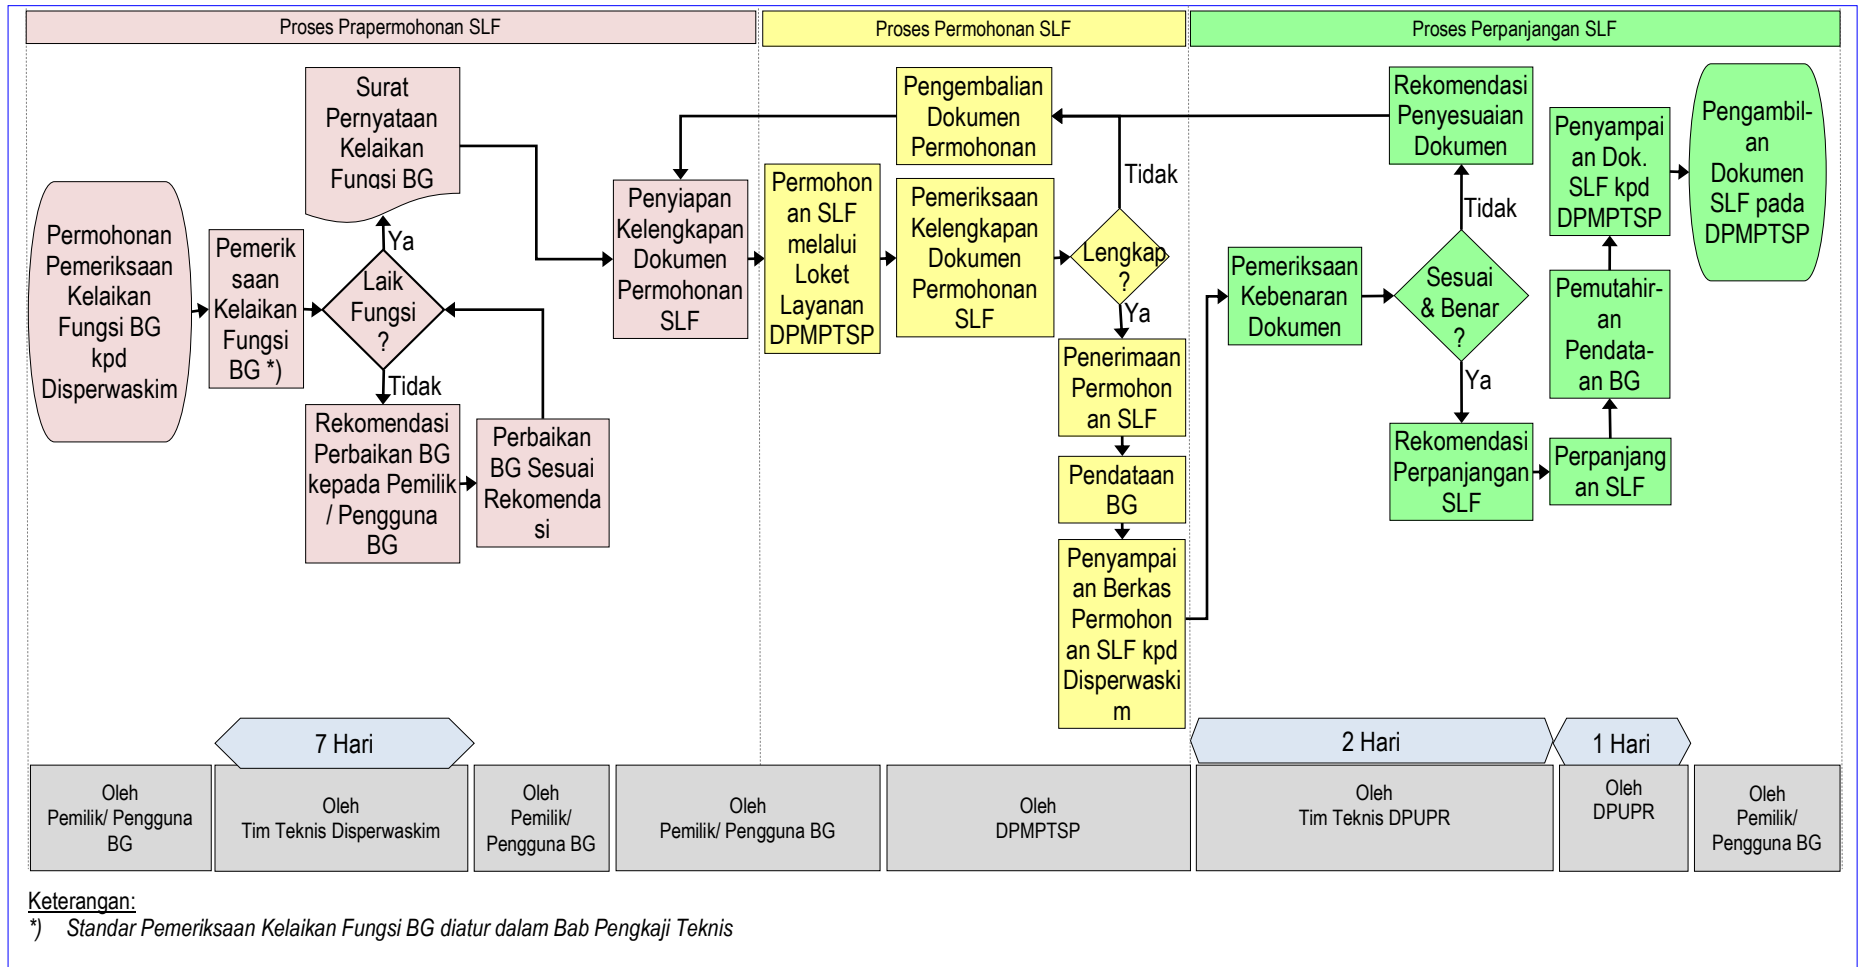 Proses Prapermohonan SLF
Proses Permohonan SLF
Proses Perpanjangan SLF
Permohonan
Pemeriksaan
Kelaikan
Fungsi BG
kpd
Disperwaskim
Pemerik
saan
Kelaikan
Fungsi
BG *)
Surat
Pernyataan
Kelaikan
Fungsi BG
Ya
Laik
Fungsi
?
Tidak
Rekomendasi
Perbaikan BG
kepada Pemilik
/ Pengguna
BG
Perbaikan
BG Sesuai
Rekomenda
si
Penyiapan
Kelengkapan
Dokumen
Permohonan
SLF
Permohon
an SLF
melalui
Loket
Layanan
DPMPTSP
Pengembalian
Dokumen
Permohonan
Pemeriksaan
Kelengkapan
Dokumen
Permohonan
SLF
Tidak
Lengkap
?
Ya
Penerimaan
Permohon
an SLF
Pendataan
BG
Penyampai
an Berkas
Permohon
an SLF kpd
Disperwaski
m
Pemeriksaan
Kebenaran
Dokumen
Rekomendasi
Penyesuaian
Dokumen
Tidak
Sesuai
& Benar
?
Ya
Rekomendasi
Perpanjangan
SLF
Perpanjang
an SLF
Pemutahir-
an
Pendata-
an BG
Penyampai
an Dok.
SLF kpd
DPMPTSP
Pengambil-
an
Dokumen
SLF pada
DPMPTSP
7 Hari
2 Hari
1 Hari
Oleh
Pemilik/ Pengguna
BG
Oleh
Tim Teknis Disperwaskim
Oleh
Pemilik/
Pengguna BG
Oleh
Pemilik/ Pengguna BG
Oleh
DPMPTSP
Oleh
Tim Teknis DPUPR
Oleh
DPUPR
Oleh
Pemilik/
Pengguna BG
Keterangan:
*) Standar Pemeriksaan Kelaikan Fungsi BG diatur dalam Bab Pengkaji Teknis